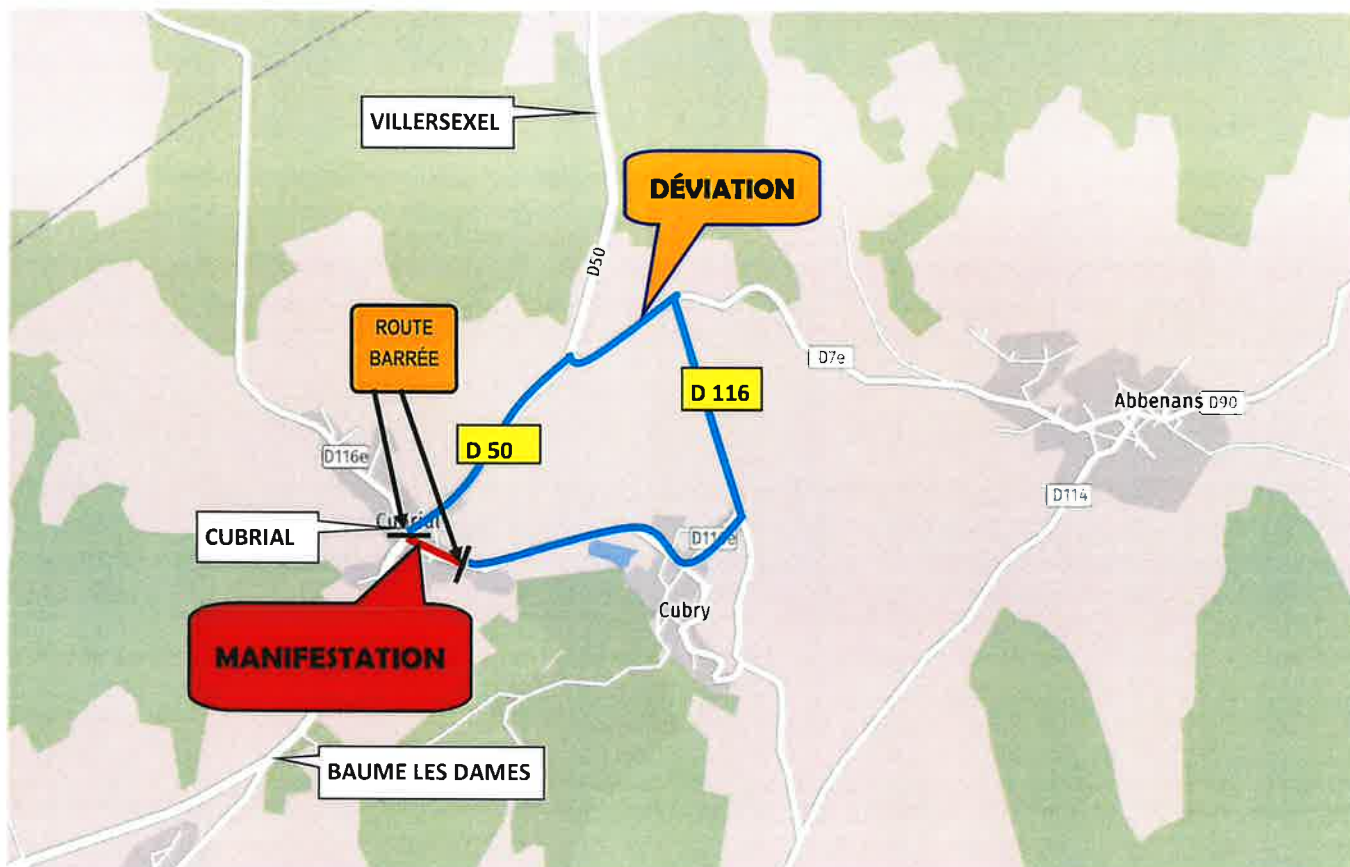 VILLERSEXEL
DÉVIATION
D50
ROUTE
BARRÉE
D7e
D 116
Abbenans
D90
D 50
D116e
D114
CUBRIAL
Cubrial
Cubry
MANIFESTATION
BAUME LES DAMES